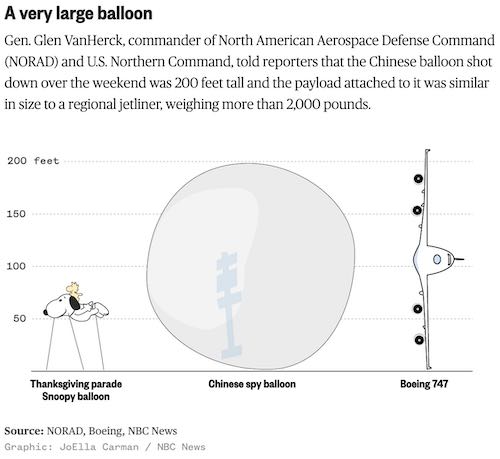 A very large balloon
Gen. Glen VanHerck, commander of North American Aerospace Defense Command
(NORAD) and U.S. Northern Command, told reporters that the Chinese balloon shot
down over the weekend was 200 feet tall and the payload attached to it was similar
in size to a regional jetliner, weighing more than 2,000 pounds.
200 feet
150
100
50
Thanksgiving parade
Snoopy balloon
Chinese spy balloon
Boeing 747
Source: NORAD, Boeing, NBC News
Graphic: JoElla Carman / NBC News